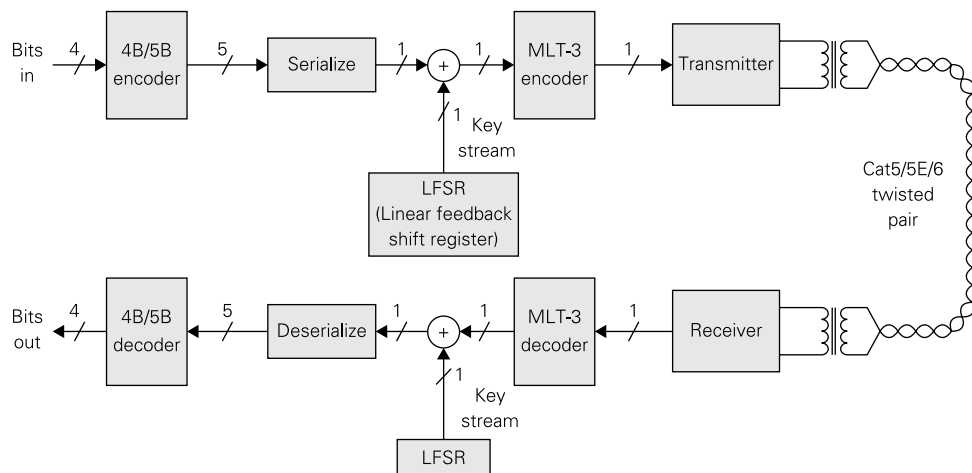 Bits
in
4
4B/5B
encoder
5
Serialize
1
+
1
MLT-3
encoder
1
Transmitter
1
Key
stream
LFSR
(Linear feedback
shift register)
Cat5/5E/6
twisted
pair
Bits
out
4
4B/5B
decoder
5
Deserialize
1
+
1
MLT-3
decoder
1
Receiver
1
Key
stream
LFSR